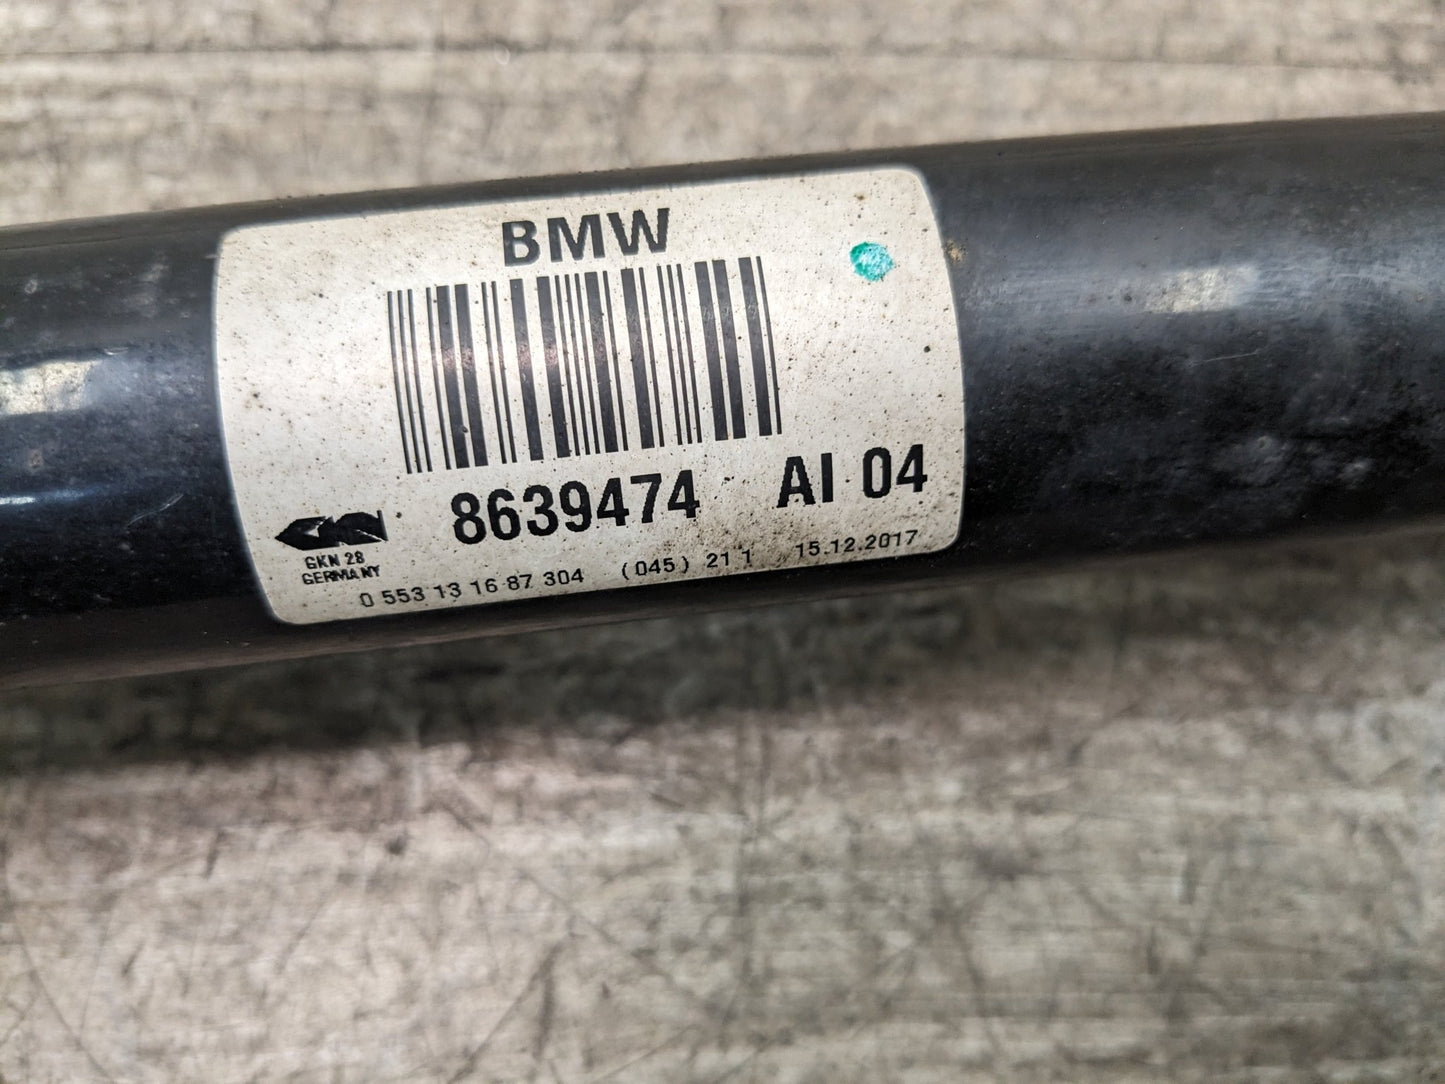 BMW
8639474 AI 04
GKN
GKN 28
GERMANY
0 553 13 16 87 304 (045) 21 1 15.12.2017